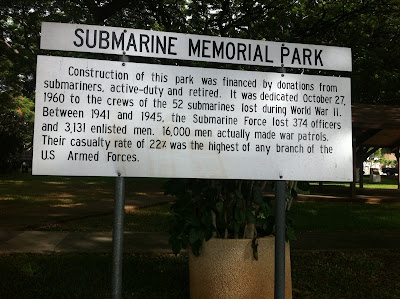 SUBMARINE MEMORIAL PARK
Construction of this park was financed by donations from
submariners, active-duty and retired. It was dedicated October 27,
1960 to the crews of the 52 submarines lost during World War II.
Between 1941 and 1945, the Submarine Force lost 374 officers
and 3,131 enlisted men. 16,000 men actually made war patrols.
Their casualty rate of 22% was the highest of any branch of the
U.S Armed Forces.